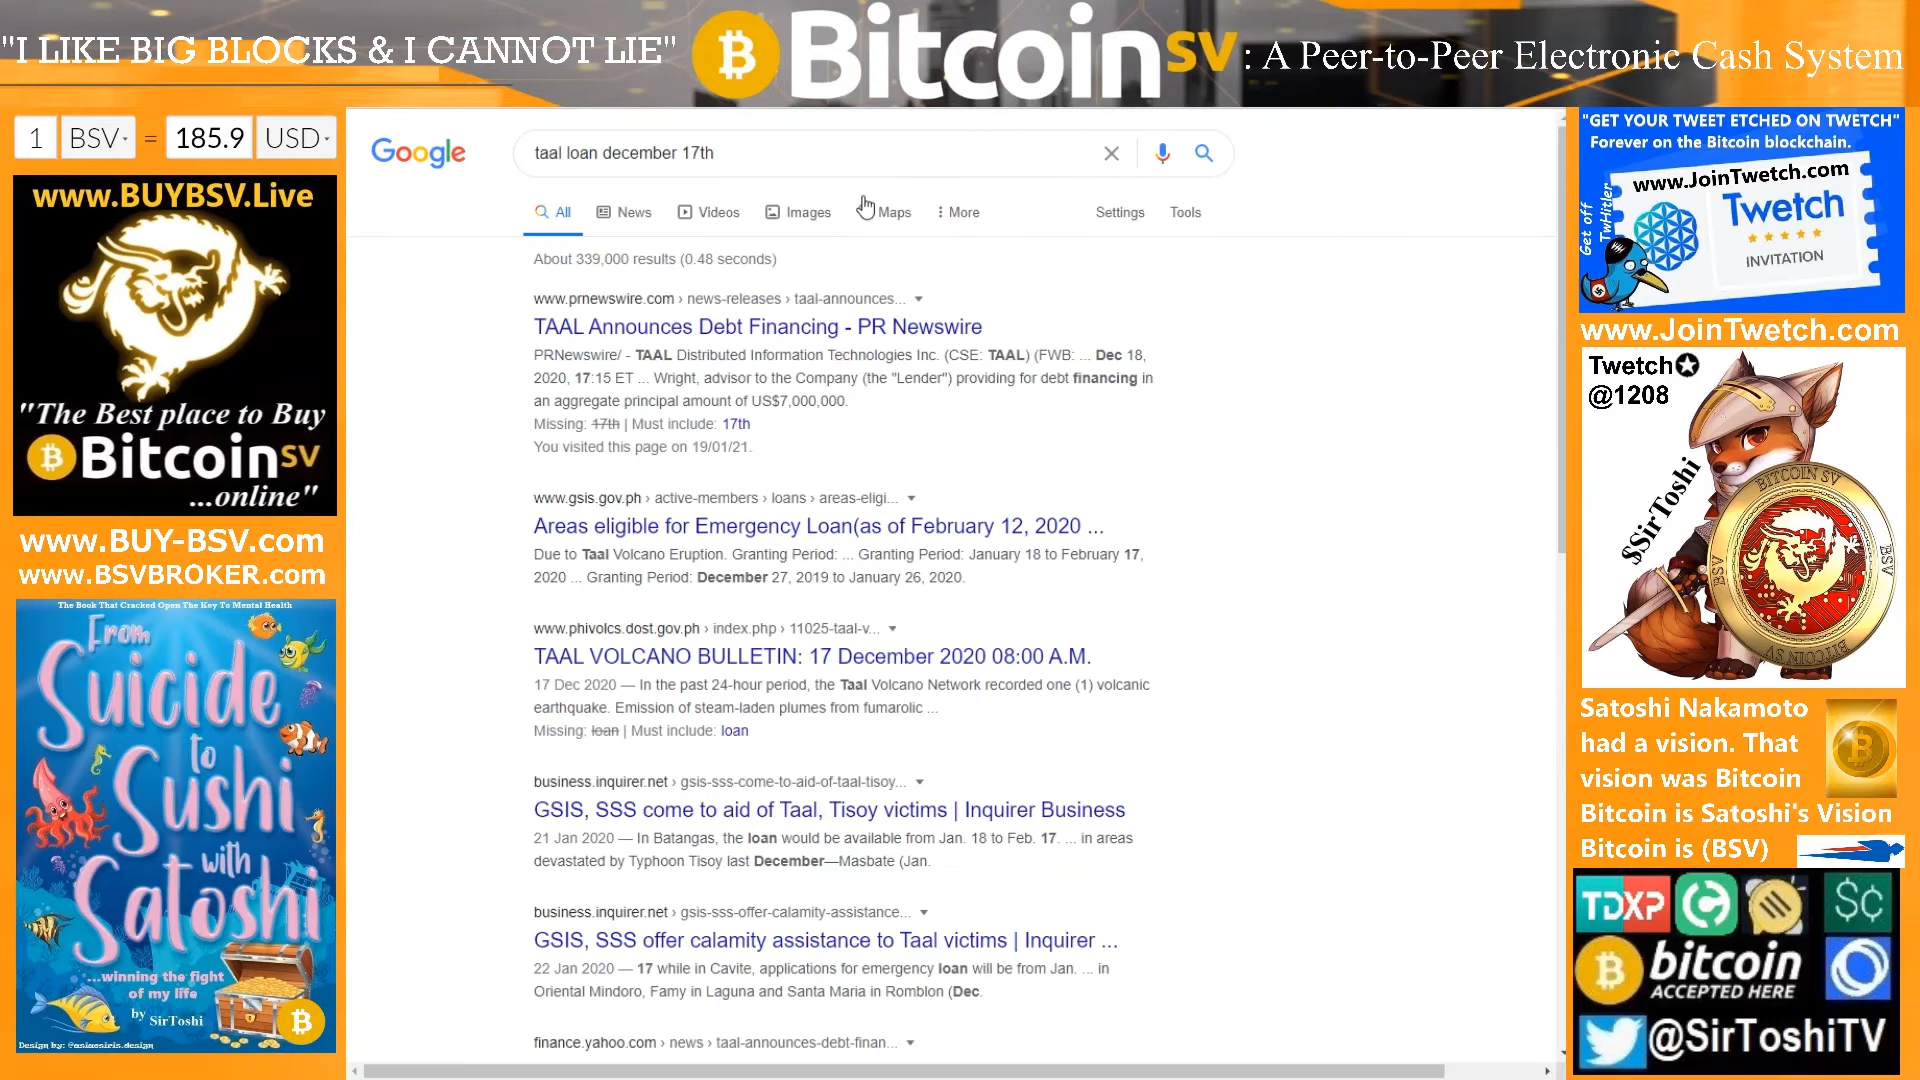 "I LIKE BIG BLOCKS & I CANNOT LIE"
BitcoinSV : A Peer-to-Peer Electronic Cash System
1 BSV = 185.9 USD
www.BUYBSV.Live
"The Best place to Buy
BitcoinSV
...online"
www.BUY-BSV.com
www.BSVBROKER.com
The Book That Cracked Open The Key To Mental Health
From
Suicide
to
Sushi
with
Satoshi
...winning the fight
of my life
by SirToshi
Design by: @asiaosiris.design
Google
taal loan december 17th
All News Videos Images Maps More Settings Tools
About 339,000 results (0.48 seconds)
www.prnewswire.com › news-releases › taal-announces...
TAAL Announces Debt Financing - PR Newswire
PRNewswire/ - TAAL Distributed Information Technologies Inc. (CSE: TAAL) (FWB: ... Dec 18,
2020, 17:15 ET ... Wright, advisor to the Company (the "Lender") providing for debt financing in
an aggregate principal amount of US$7,000,000.
Missing: 17th | Must include: 17th
You visited this page on 19/01/21.
www.gsis.gov.ph › active-members › loans › areas-eligi...
Areas eligible for Emergency Loan(as of February 12, 2020 ...
Due to Taal Volcano Eruption. Granting Period: ... Granting Period: January 18 to February 17,
2020 ... Granting Period: December 27, 2019 to January 26, 2020.
www.phivolcs.dost.gov.ph › index.php › 11025-taal-v...
TAAL VOLCANO BULLETIN: 17 December 2020 08:00 A.M.
17 Dec 2020 — In the past 24-hour period, the Taal Volcano Network recorded one (1) volcanic
earthquake. Emission of steam-laden plumes from fumarolic ...
Missing: loan | Must include: loan
business.inquirer.net › gsis-sss-come-to-aid-of-taal-tisoy...
GSIS, SSS come to aid of Taal, Tisoy victims | Inquirer Business
21 Jan 2020 — In Batangas, the loan would be available from Jan. 18 to Feb. 17. ... in areas
devastated by Typhoon Tisoy last December—Masbate (Jan.
business.inquirer.net › gsis-sss-offer-calamity-assistance...
GSIS, SSS offer calamity assistance to Taal victims | Inquirer ...
22 Jan 2020 — 17 while in Cavite, applications for emergency loan will be from Jan. ... in
Oriental Mindoro, Famy in Laguna and Santa Maria in Romblon (Dec.
finance.yahoo.com › news › taal-announces-debt-finan...
"GET YOUR TWEET ETCHED ON TWETCH"
Forever on the Bitcoin blockchain.
www.JoinTwetch.com
Twetch
INVITATION
Get off
TwHitler
www.JoinTwetch.com
Twetch
@1208
$SirToshi
BITCOIN SV
BSV
BSV
BITCOIN SV
Satoshi Nakamoto
had a vision. That
vision was Bitcoin
Bitcoin is Satoshi's Vision
Bitcoin is (BSV)
TDXP
$¢
bitcoin
ACCEPTED HERE
@SirToshiTV